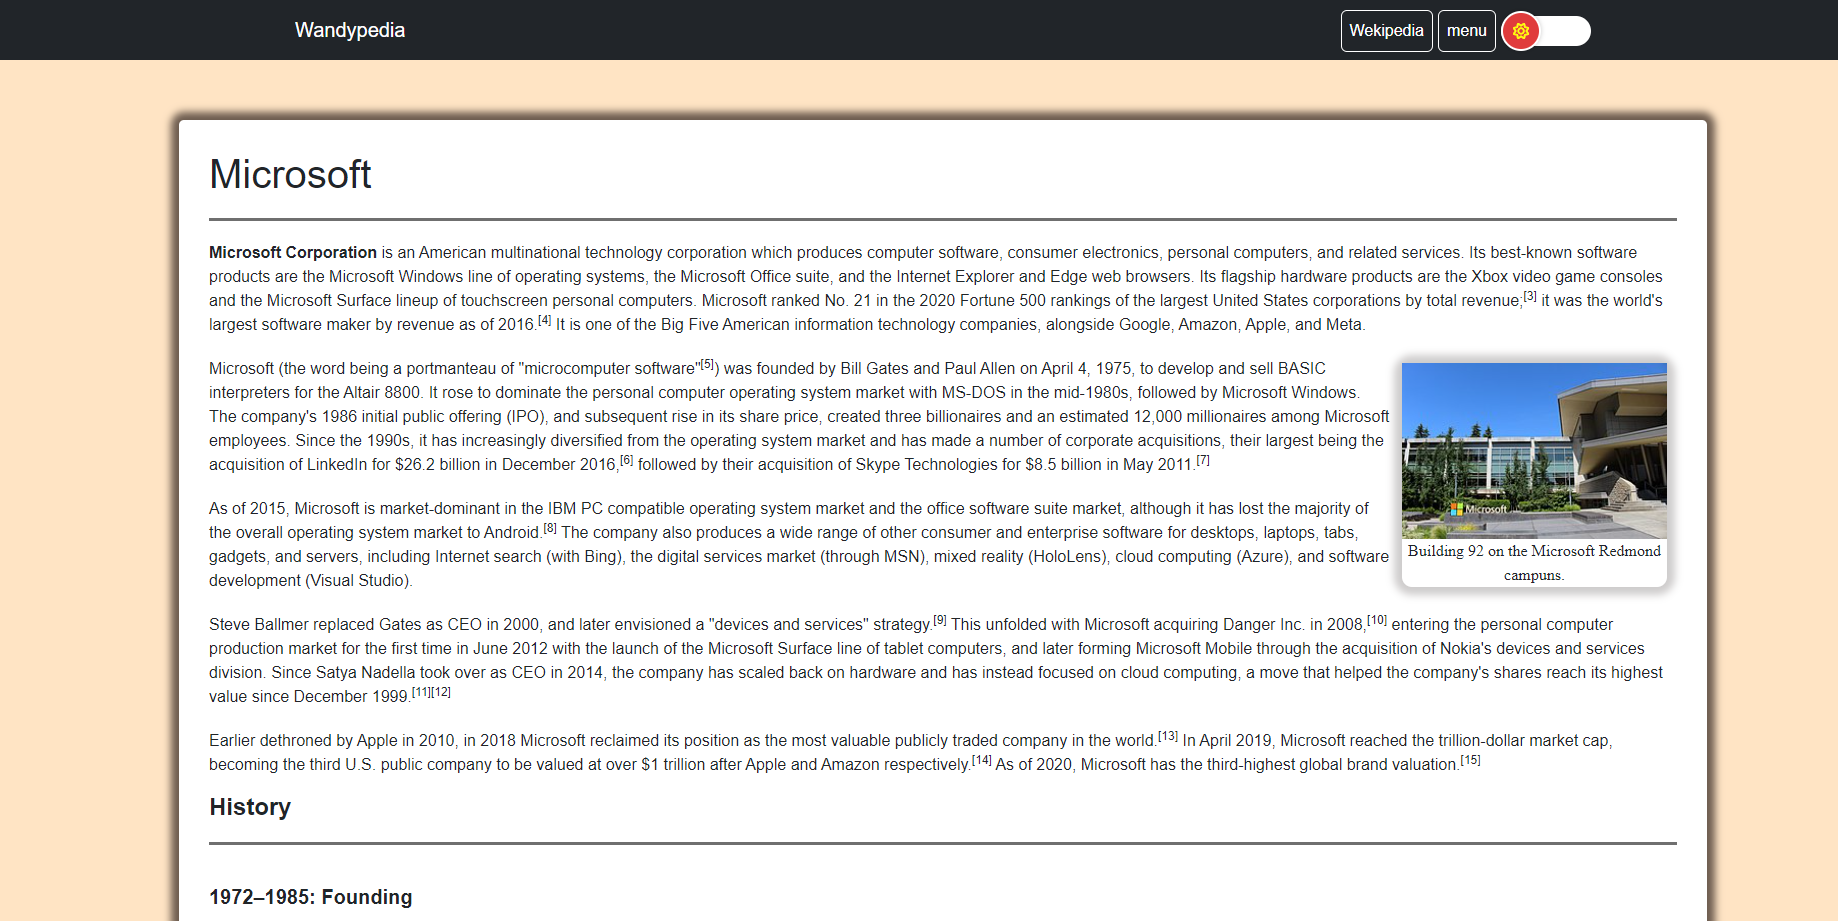 Wandypedia
Wekipedia
menu
Microsoft
Microsoft Corporation is an American multinational technology corporation which produces computer software, consumer electronics, personal computers, and related services. Its best-known software
products are the Microsoft Windows line of operating systems, the Microsoft Office suite, and the Internet Explorer and Edge web browsers. Its flagship hardware products are the Xbox video game consoles
and the Microsoft Surface lineup of touchscreen personal computers. Microsoft ranked No. 21 in the 2020 Fortune 500 rankings of the largest United States corporations by total revenue;[3] it was the world's
largest software maker by revenue as of 2016.[4] It is one of the Big Five American information technology companies, alongside Google, Amazon, Apple, and Meta.
Microsoft (the word being a portmanteau of "microcomputer software"[5]) was founded by Bill Gates and Paul Allen on April 4, 1975, to develop and sell BASIC
interpreters for the Altair 8800. It rose to dominate the personal computer operating system market with MS-DOS in the mid-1980s, followed by Microsoft Windows.
The company's 1986 initial public offering (IPO), and subsequent rise in its share price, created three billionaires and an estimated 12,000 millionaires among Microsoft
employees. Since the 1990s, it has increasingly diversified from the operating system market and has made a number of corporate acquisitions, their largest being the
acquisition of LinkedIn for $26.2 billion in December 2016,[6] followed by their acquisition of Skype Technologies for $8.5 billion in May 2011.[7]
Microsoft
Building 92 on the Microsoft Redmond
campuns.
As of 2015, Microsoft is market-dominant in the IBM PC compatible operating system market and the office software suite market, although it has lost the majority of
the overall operating system market to Android.[8] The company also produces a wide range of other consumer and enterprise software for desktops, laptops, tabs,
gadgets, and servers, including Internet search (with Bing), the digital services market (through MSN), mixed reality (HoloLens), cloud computing (Azure), and software
development (Visual Studio).
Steve Ballmer replaced Gates as CEO in 2000, and later envisioned a "devices and services" strategy.[9] This unfolded with Microsoft acquiring Danger Inc. in 2008,[10] entering the personal computer
production market for the first time in June 2012 with the launch of the Microsoft Surface line of tablet computers, and later forming Microsoft Mobile through the acquisition of Nokia's devices and services
division. Since Satya Nadella took over as CEO in 2014, the company has scaled back on hardware and has instead focused on cloud computing, a move that helped the company's shares reach its highest
value since December 1999.[11][12]
Earlier dethroned by Apple in 2010, in 2018 Microsoft reclaimed its position as the most valuable publicly traded company in the world.[13] In April 2019, Microsoft reached the trillion-dollar market cap,
becoming the third U.S. public company to be valued at over $1 trillion after Apple and Amazon respectively.[14] As of 2020, Microsoft has the third-highest global brand valuation.[15]
History
1972–1985: Founding